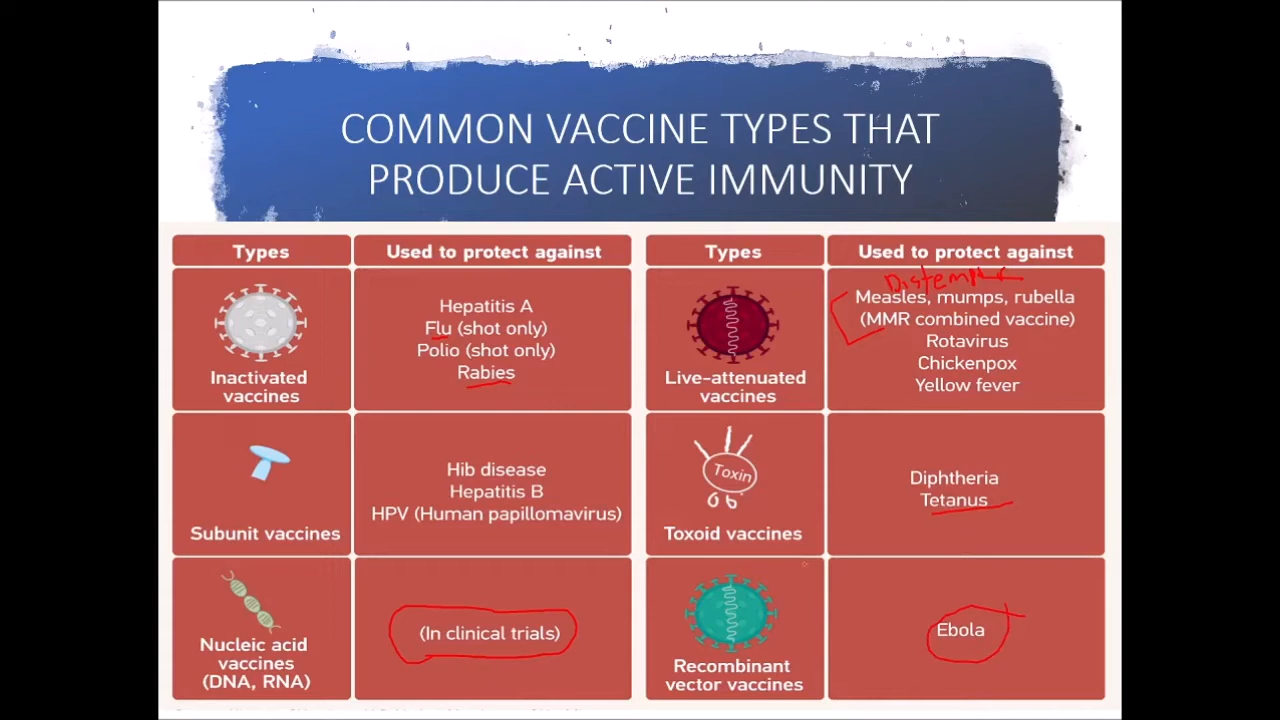 COMMON VACCINE TYPES THAT
PRODUCE ACTIVE IMMUNITY
Types
Used to protect against
Inactivated
vaccines
Hepatitis A
Flu (shot only)
Polio (shot only)
Rabies
Subunit vaccines
Hib disease
Hepatitis B
HPV (Human papillomavirus)
Nucleic acid
vaccines
(DNA, RNA)
(In clinical trials)
Types
Used to protect against
Live-attenuated
vaccines
Distemper
Measles, mumps, rubella
(MMR combined vaccine)
Rotavirus
Chickenpox
Yellow fever
Toxin
Toxoid vaccines
Diphtheria
Tetanus
Recombinant
vector vaccines
Ebola